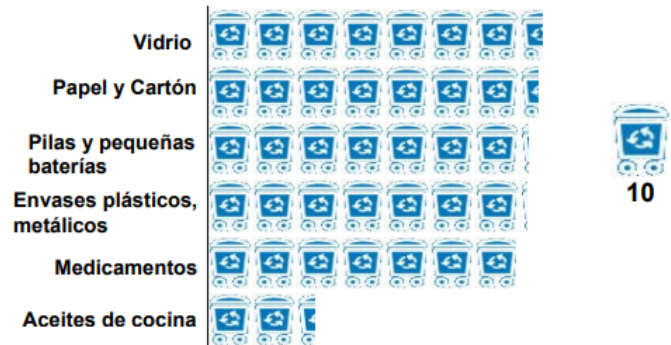 Vidrio
Papel y Cartón
Pilas y pequeñas
baterías
Envases plásticos,
metálicos
Medicamentos
Aceites de cocina
10